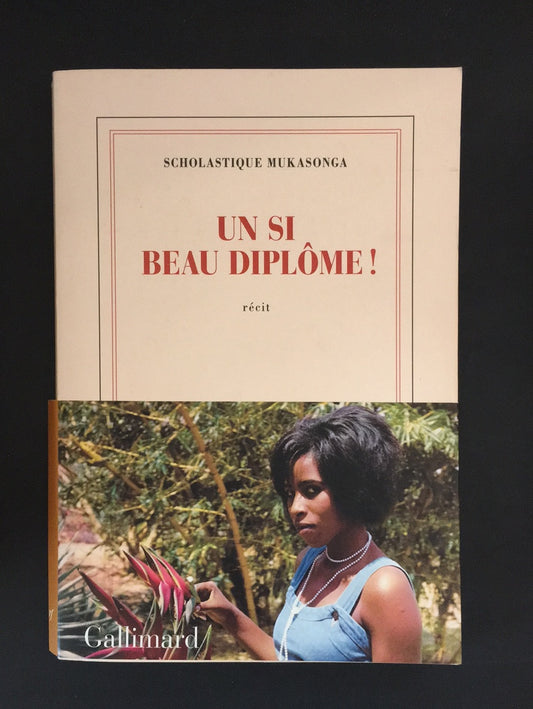 SCHOLASTIQUE MUKASONGA
UN SI
BEAU DIPLÔME !
récit
Gallimard